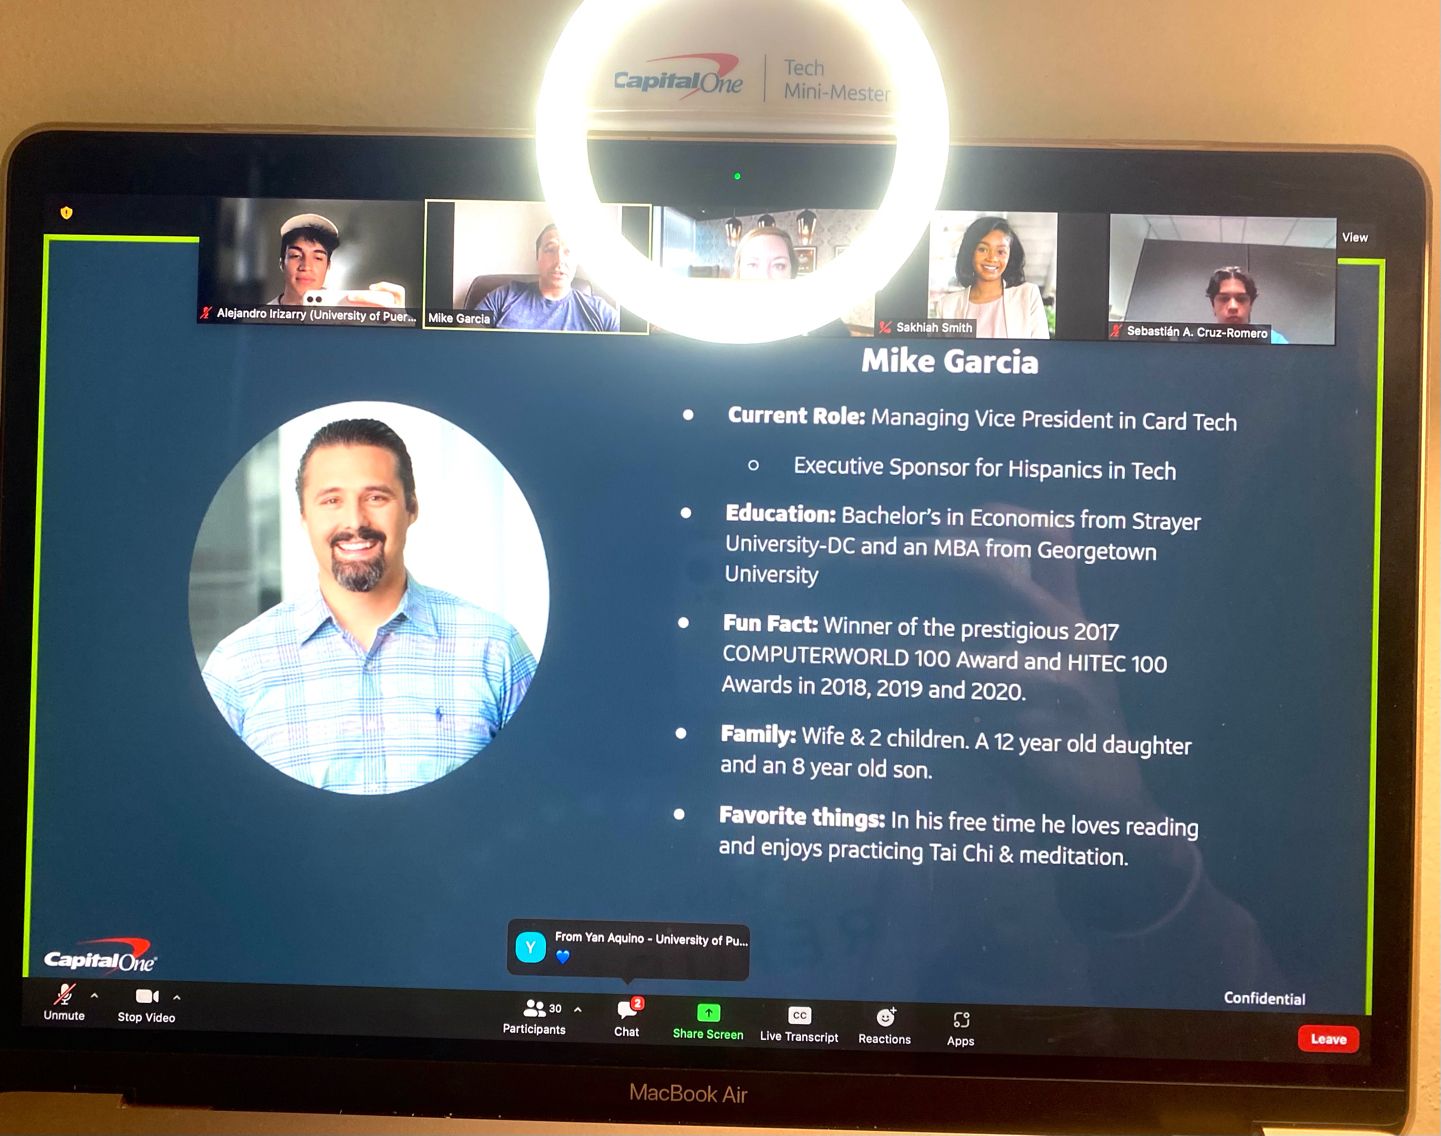 CapitalOne
Tech
Mini-Mester
View
Alejandro Irizarry (University of Puer...
Mike Garcia
Sakhiah Smith
Sebastián A. Cruz-Romero
Mike Garcia
Current Role: Managing Vice President in Card Tech
Executive Sponsor for Hispanics in Tech
Education: Bachelor's in Economics from Strayer
University-DC and an MBA from Georgetown
University
Fun Fact: Winner of the prestigious 2017
COMPUTERWORLD 100 Award and HITEC 100
Awards in 2018, 2019 and 2020.
Family: Wife & 2 children. A 12 year old daughter
and an 8 year old son.
Favorite things: In his free time he loves reading
and enjoys practicing Tai Chi & meditation.
Y
From Yan Aquino - University of Pu...
💙
CapitalOne
Confidential
Unmute
Stop Video
30
Participants
2
Chat
Share Screen
CC
Live Transcript
Reactions
Apps
Leave
MacBook Air